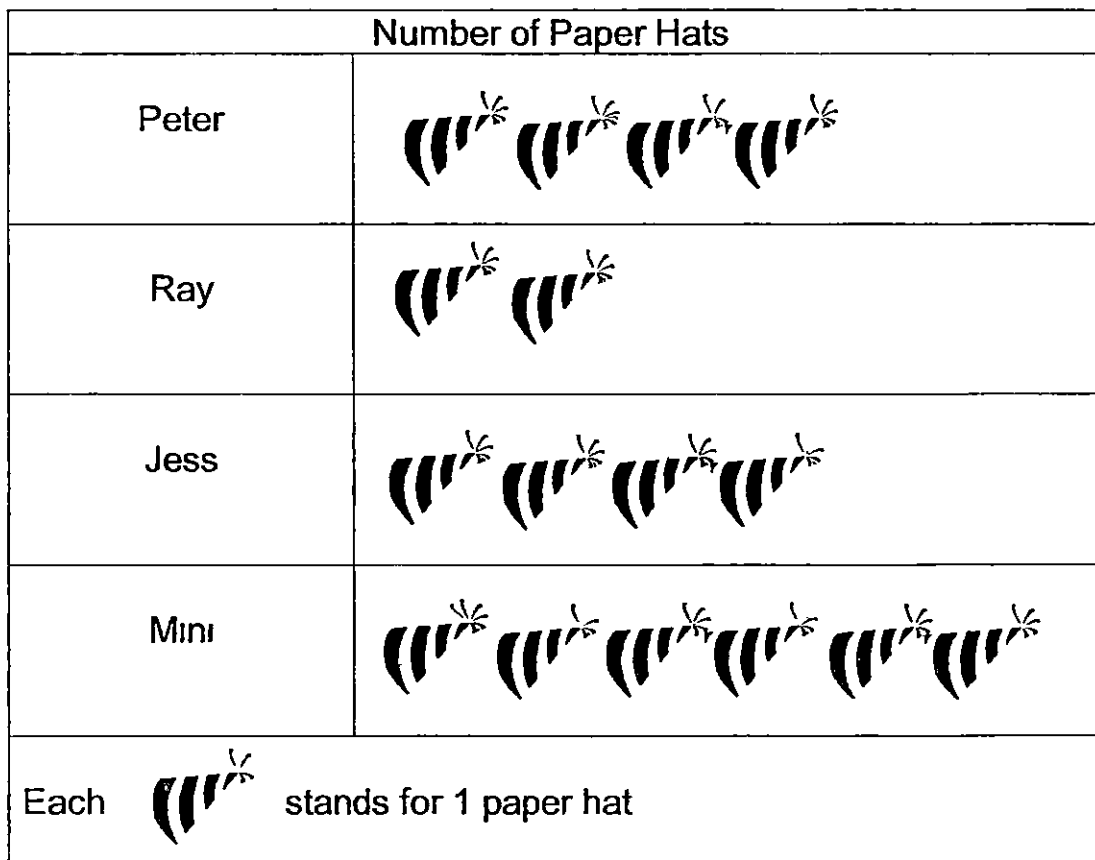 Number of Paper Hats
Peter
Ray
Jess
Mini
Each stands for 1 paper hat